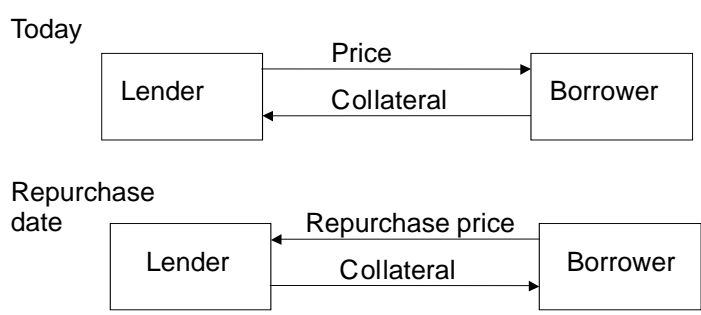 Today
Price
Lender
Borrower
Collateral
Repurchase
date
Repurchase price
Lender
Borrower
Collateral